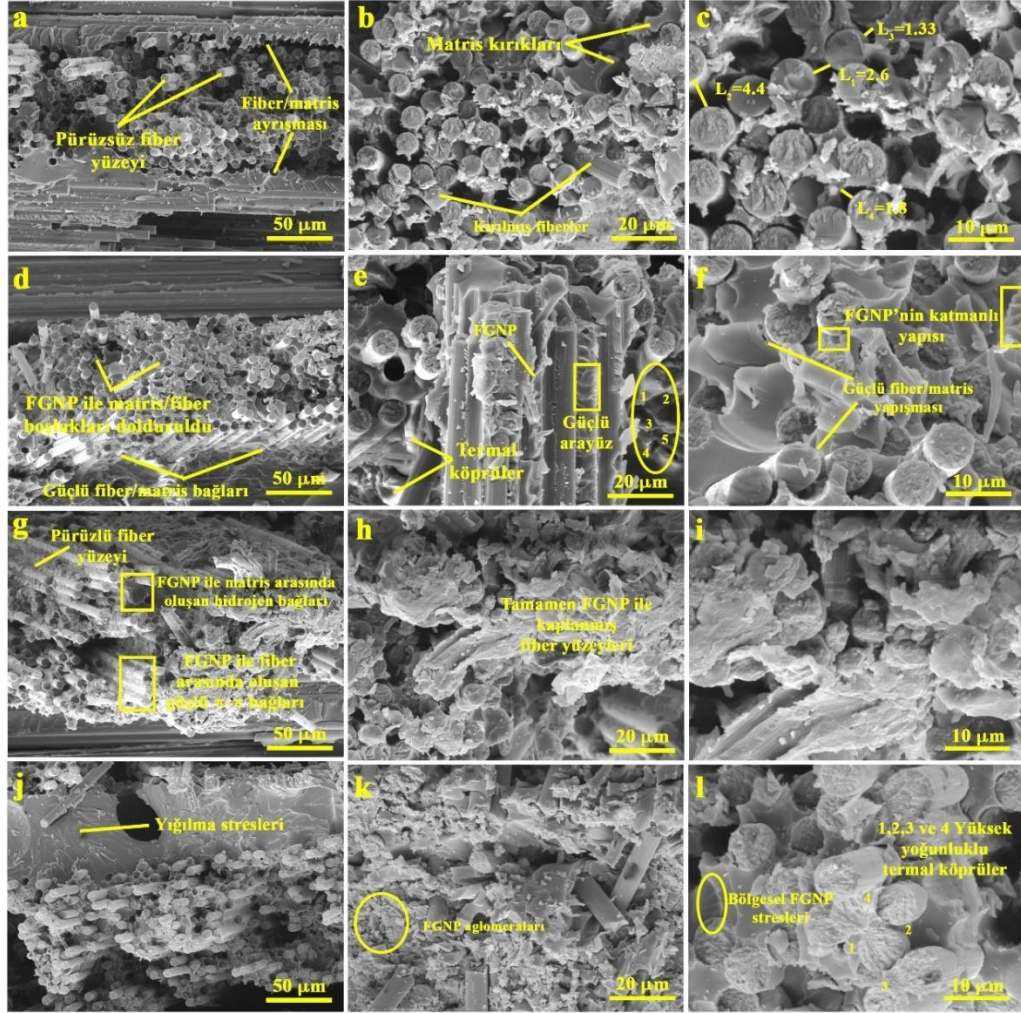 a
Pürüzsüz fiber
yüzeyi
Fiber/matris
ayrışması
50 µm
b
Matris kırıkları
Kırılmış fiberler
20 µm
c
L3=1.33
L1=2.6
L2=4.4
L4=1.8
10 µm
d
FGNP ile matris/fiber
boşlukları dolduruldu
Güçlü fiber/matris bağları
50 µm
e
FGNP
Güçlü
arayüz
Termal
köprüler
1
2
3
5
4
20 µm
f
FGNP’nin katmanlı
yapısı
Güçlü fiber/matris
yapışması
10 µm
g
Pürüzlü fiber
yüzeyi
FGNP ile matris arasında
oluşan hidrojen bağları
FGNP ile fiber
arasında oluşan
güçlü π-π bağları
50 µm
h
Tamamen FGNP ile
kaplanmış
fiber yüzeyleri
20 µm
i
10 µm
j
Yığılma stresleri
50 µm
k
FGNP aglomeraları
20 µm
l
1,2,3 ve 4 Yüksek
yoğunluklu
termal köprüler
Bölgesel FGNP
stresleri
4
2
1
3
10 µm